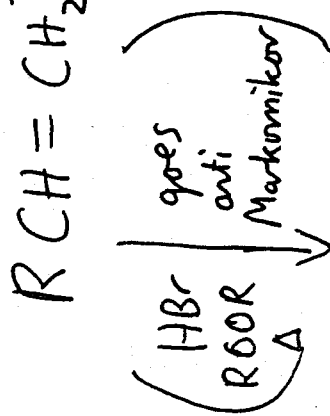 RCH = CH₂
HBr
ROOR
Δ
goes
anti
Markovnikov